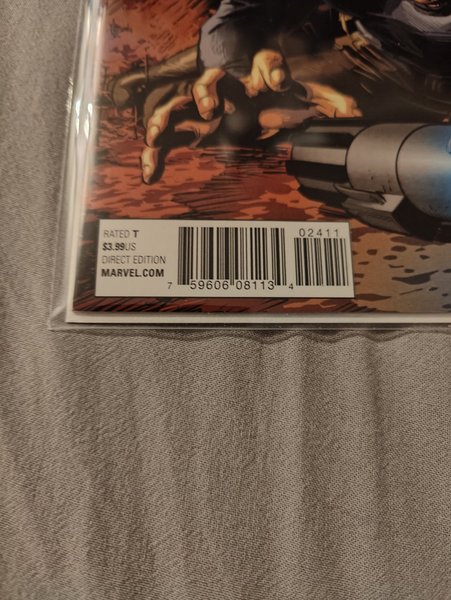 RATED T
$3.99US
DIRECT EDITION
MARVEL.COM
02411
7 59606 08113 4